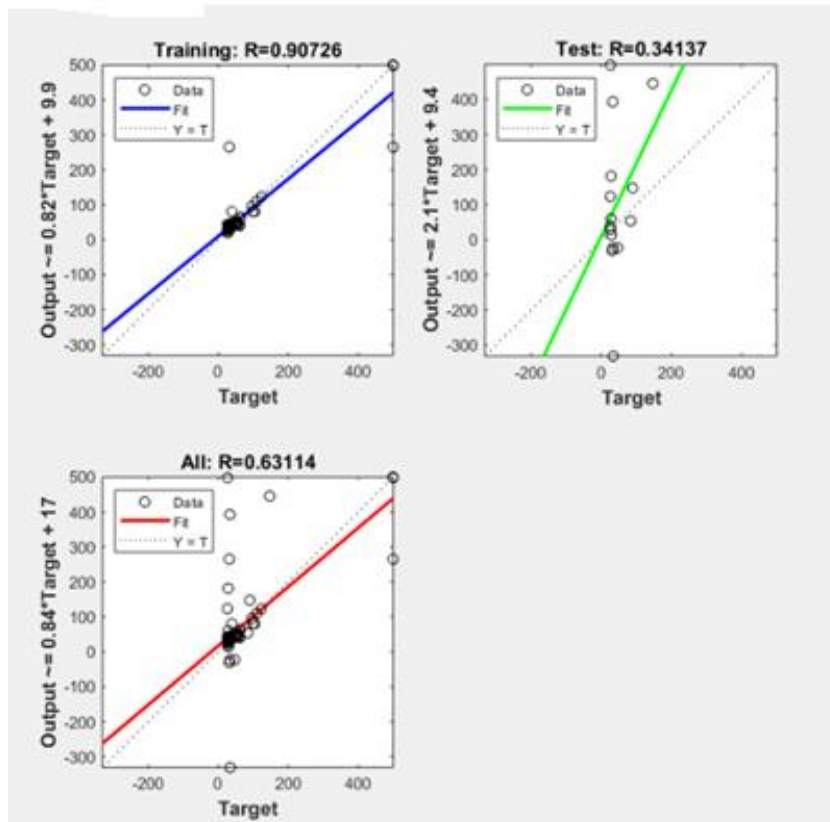 Training: R=0.90726
Output ~= 0.82*Target + 9.9
500
400
300
200
100
0
-100
-200
-300
Data
Fit
Y = T
-200 0 200 400
Target
Test: R=0.34137
Output ~= 2.1*Target + 9.4
400
300
200
100
0
-100
-200
-300
Data
Fit
Y = T
-200 0 200 400
Target
All: R=0.63114
Output ~= 0.84*Target + 17
500
400
300
200
100
0
-100
-200
-300
Data
Fit
Y = T
-200 0 200 400
Target